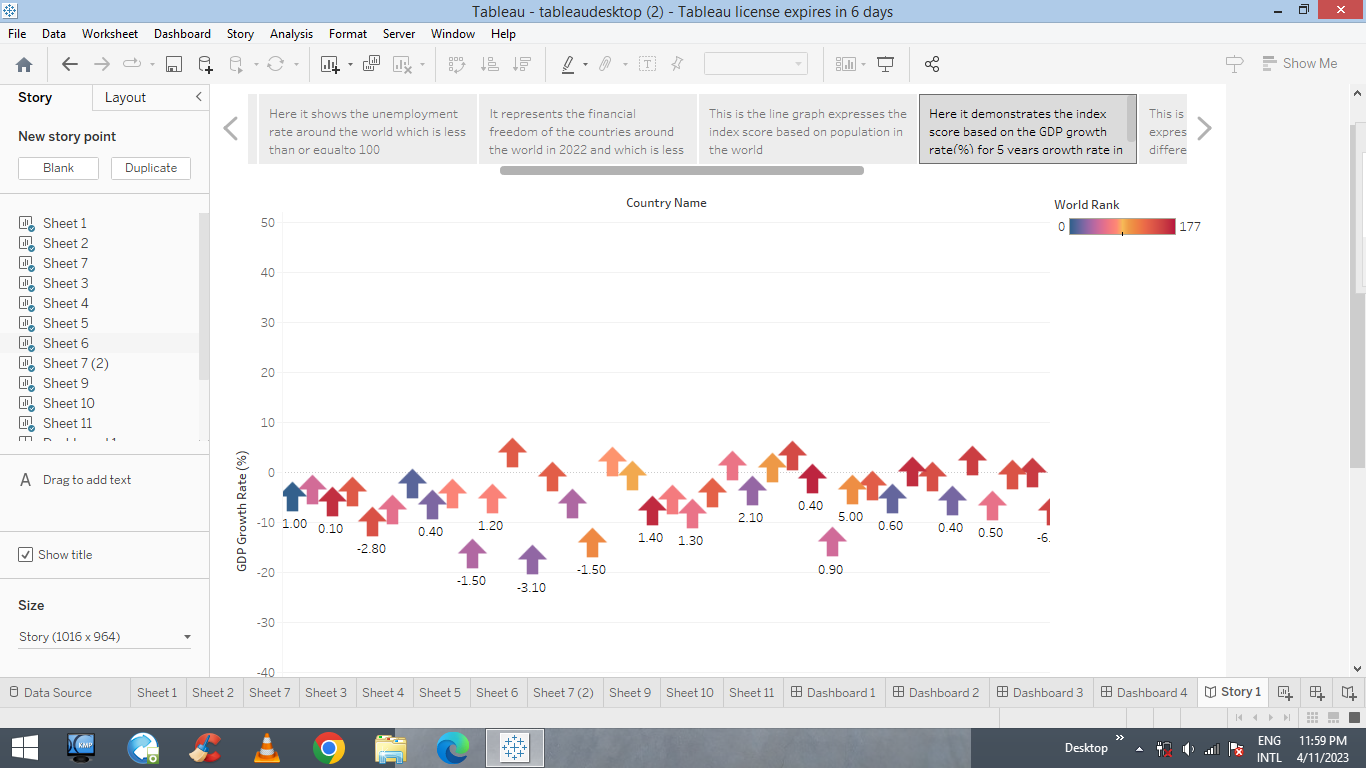 Tableau - tableaudesktop (2) - Tableau license expires in 6 days
File Data Worksheet Dashboard Story Analysis Format Server Window Help
Show Me
Story Layout
New story point
Blank Duplicate
Sheet 1
Sheet 2
Sheet 7
Sheet 3
Sheet 4
Sheet 5
Sheet 6
Sheet 7 (2)
Sheet 9
Sheet 10
Sheet 11
A Drag to add text
Show title
Size
Story (1016 x 964)
Here it shows the unemployment
rate around the world which is less
than or equalto 100
It represents the financial
freedom of the countries around
the world in 2022 and which is less
This is the line graph expresses the
index score based on population in
the world
Here it demonstrates the index
score based on the GDP growth
rate(%) for 5 years growth rate in
This is
expres
differe
Country Name
World Rank
0 177
GDP Growth Rate (%)
50
40
30
20
10
0
-10
-20
-30
-40
1.00
0.10
-2.80
0.40
-1.50
1.20
-3.10
-1.50
1.40
1.30
2.10
0.40
0.90
5.00
0.60
0.40
0.50
-6.
Data Source Sheet 1 Sheet 2 Sheet 7 Sheet 3 Sheet 4 Sheet 5 Sheet 6 Sheet 7 (2) Sheet 9 Sheet 10 Sheet 11 Dashboard 1 Dashboard 2 Dashboard 3 Dashboard 4 Story 1
KMP
Desktop
ENG
INTL
11:59 PM
4/11/2023